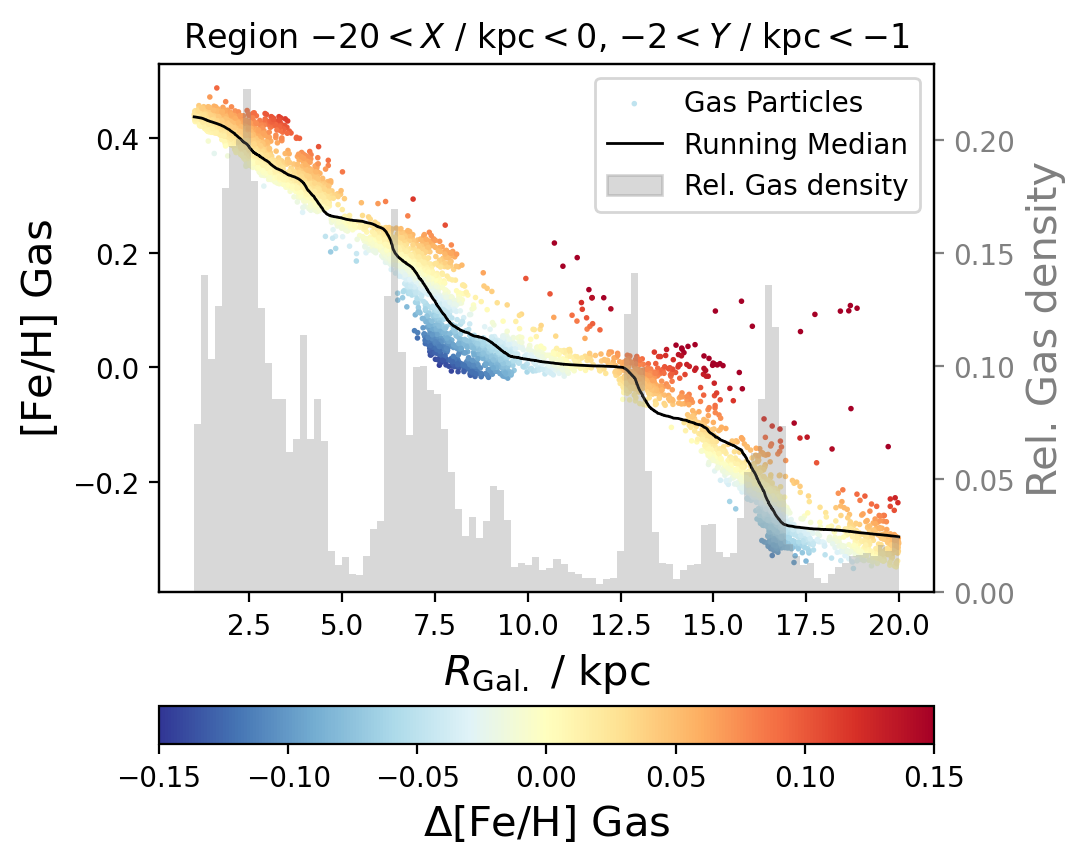 Region −20 < X / kpc < 0, −2 < Y / kpc < −1
Gas Particles
Running Median
Rel. Gas density
[Fe/H] Gas
0.4
0.2
0.0
−0.2
Rel. Gas density
0.20
0.15
0.10
0.05
0.00
2.5 5.0 7.5 10.0 12.5 15.0 17.5 20.0
R_Gal. / kpc
−0.15 −0.10 −0.05 0.00 0.05 0.10 0.15
Δ[Fe/H] Gas